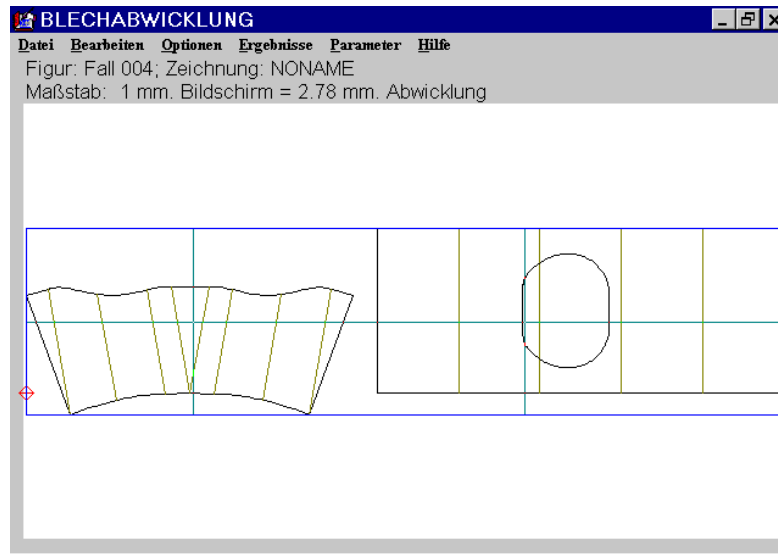 BLECHABWICKLUNG
Datei Bearbeiten Optionen Ergebnisse Parameter Hilfe
Figur: Fall 004; Zeichnung: NONAME
Maßstab: 1 mm. Bildschirm = 2.78 mm. Abwicklung